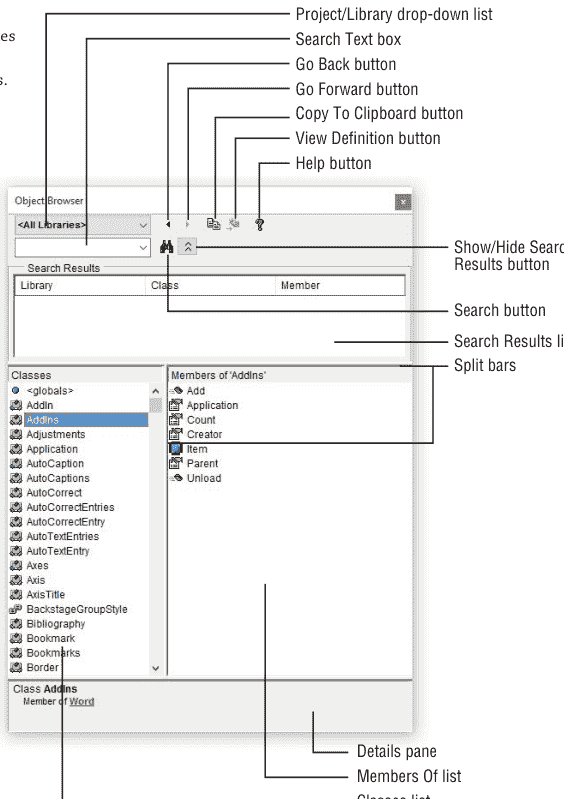 es
s.
Project/Library drop-down list
Search Text box
Go Back button
Go Forward button
Copy To Clipboard button
View Definition button
Help button
Object Browser
<All Libraries>
Show/Hide Searc
Results button
Search Results
Library Class Member
Search button
Search Results li
Split bars
Classes
<globals>
AddIn
AddIns
Adjustments
Application
AutoCaption
AutoCaptions
AutoCorrect
AutoCorrectEntries
AutoCorrectEntry
AutoTextEntries
AutoTextEntry
Axes
Axis
AxisTitle
BackstageGroupStyle
Bibliography
Bookmark
Bookmarks
Border
Members of 'AddIns'
Add
Application
Count
Creator
Item
Parent
Unload
Class AddIns
Member of Word
Details pane
Members Of list
Classes list